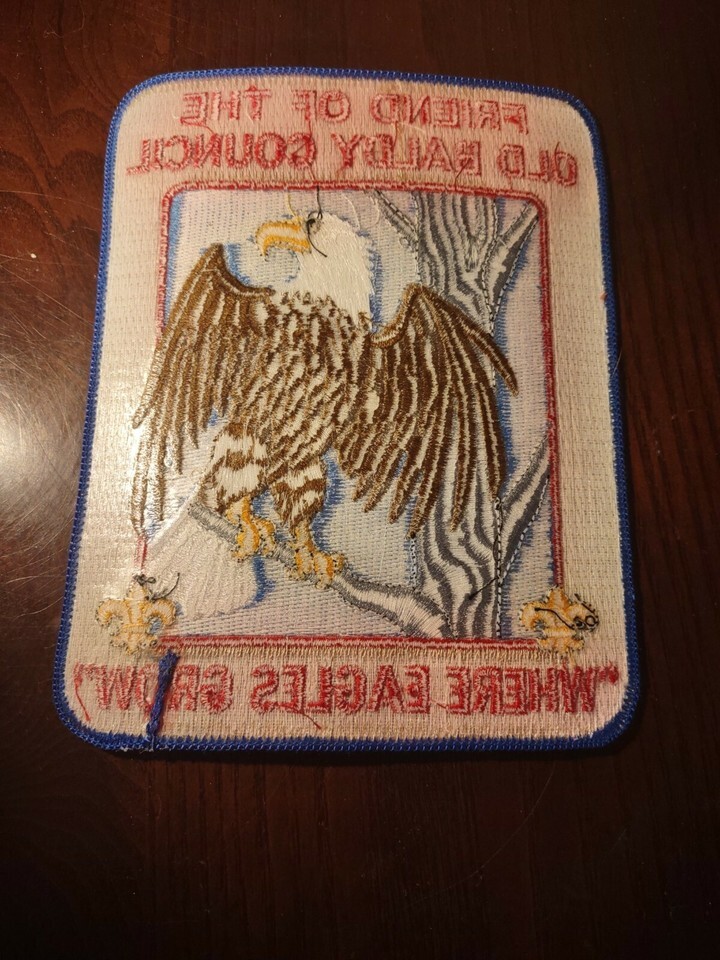 FRIEND OF THE
OLD BALDY COUNCIL
"WHERE EAGLES GROW"